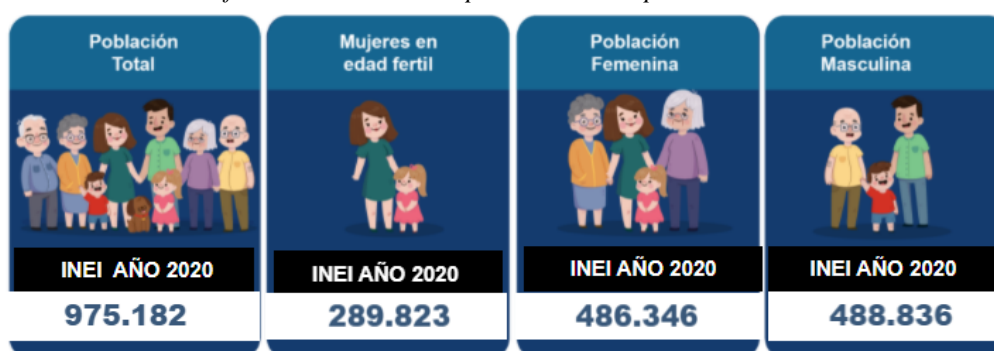 Población
Total
INEI AÑO 2020
975.182
Mujeres en
edad fertil
INEI AÑO 2020
289.823
Población
Femenina
INEI AÑO 2020
486.346
Población
Masculina
INEI AÑO 2020
488.836